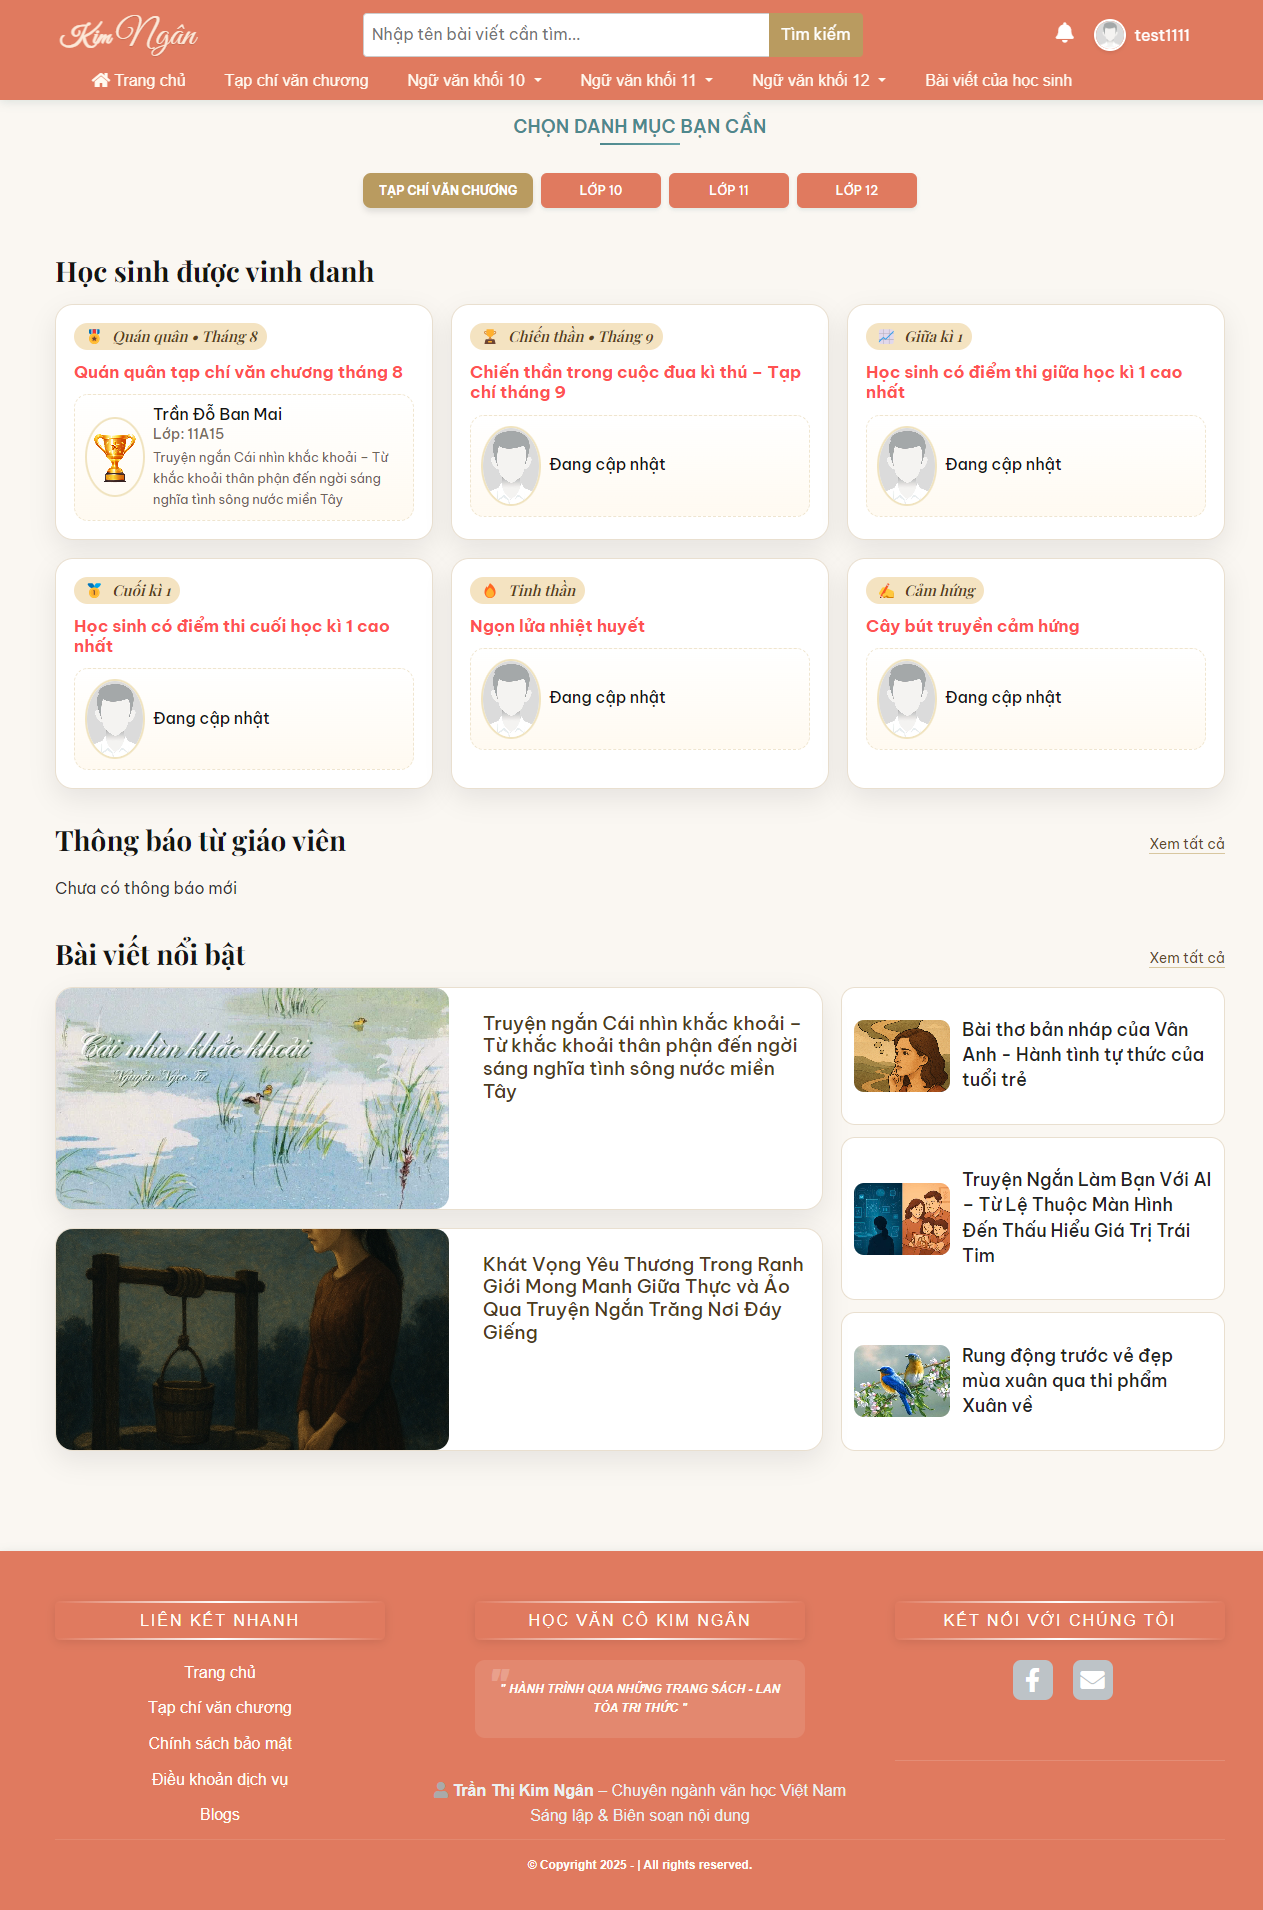 Kim Ngân
Nhập tên bài viết cần tìm...
Tìm kiếm
test1111
Trang chủ
Tạp chí văn chương
Ngữ văn khối 10
Ngữ văn khối 11
Ngữ văn khối 12
Bài viết của học sinh
CHỌN DANH MỤC BẠN CẦN
TẠP CHÍ VĂN CHƯƠNG
LỚP 10
LỚP 11
LỚP 12
Học sinh được vinh danh
Quán quân • Tháng 8
Quán quân tạp chí văn chương tháng 8
Trần Đỗ Ban Mai
Lớp: 11A15
Truyện ngắn Cái nhìn khắc khoải – Từ
khắc khoải thân phận đến ngời sáng
nghĩa tình sông nước miền Tây
Chiến thần • Tháng 9
Chiến thần trong cuộc đua kì thú – Tạp
chí tháng 9
Đang cập nhật
Giữa kì 1
Học sinh có điểm thi giữa học kì 1 cao
nhất
Đang cập nhật
Cuối kì 1
Học sinh có điểm thi cuối học kì 1 cao
nhất
Đang cập nhật
Tinh thần
Ngọn lửa nhiệt huyết
Đang cập nhật
Cảm hứng
Cây bút truyền cảm hứng
Đang cập nhật
Thông báo từ giáo viên
Xem tất cả
Chưa có thông báo mới
Bài viết nổi bật
Xem tất cả
Cái nhìn khắc khoải
Nguyễn Ngọc Tư
Truyện ngắn Cái nhìn khắc khoải –
Từ khắc khoải thân phận đến ngời
sáng nghĩa tình sông nước miền
Tây
Khát Vọng Yêu Thương Trong Ranh
Giới Mong Manh Giữa Thực và Ảo
Qua Truyện Ngắn Trăng Nơi Đáy
Giếng
Bài thơ bản nháp của Vân
Anh - Hành tình tự thức của
tuổi trẻ
Truyện Ngắn Làm Bạn Với AI
– Từ Lệ Thuộc Màn Hình
Đến Thấu Hiểu Giá Trị Trái
Tim
Rung động trước vẻ đẹp
mùa xuân qua thi phẩm
Xuân về
LIÊN KẾT NHANH
Trang chủ
Tạp chí văn chương
Chính sách bảo mật
Điều khoản dịch vụ
Blogs
HỌC VĂN CÔ KIM NGÂN
" HÀNH TRÌNH QUA NHỮNG TRANG SÁCH - LAN
TỎA TRI THỨC "
Trần Thị Kim Ngân – Chuyên ngành văn học Việt Nam
Sáng lập & Biên soạn nội dung
KẾT NỐI VỚI CHÚNG TÔI
© Copyright 2025 - | All rights reserved.